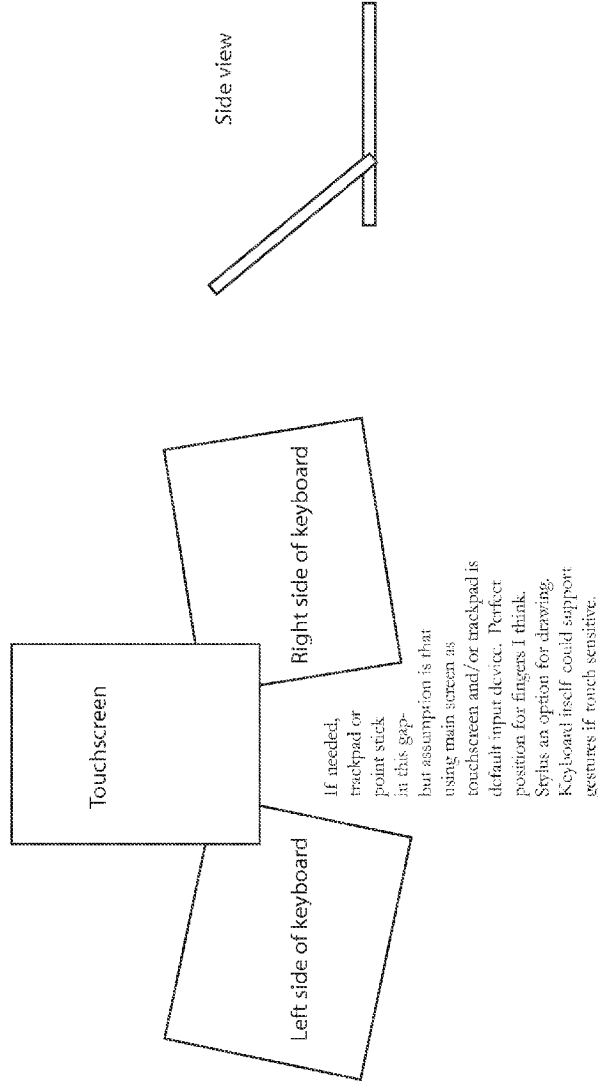 Side view
Touchscreen
Left side of keyboard
Right side of keyboard
If needed,
trackpad or
point stick
in this gap-
but assumption is that
using main screen as
touchscreen and/or trackpad is
default input device. Perfect
position for fingers I think.
Stylus an option for drawing.
Keyboard itself could support
gestures if touch sensitive.